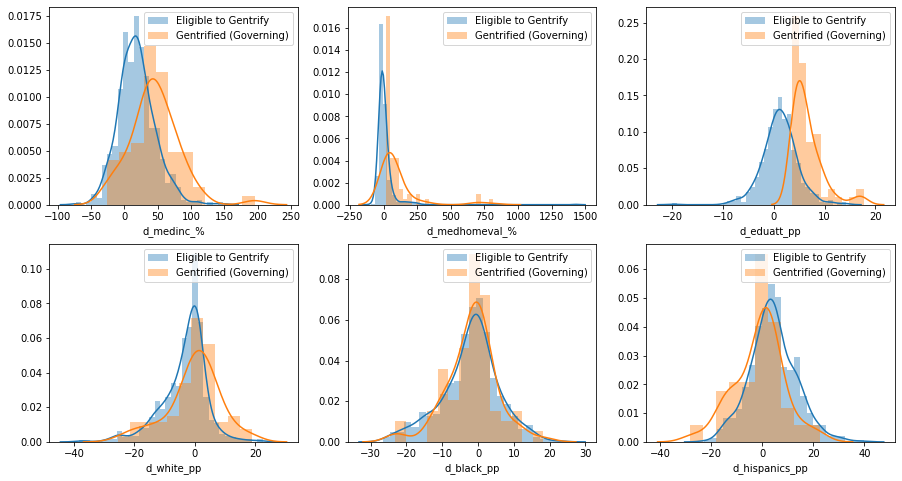 0.0175
0.0150
0.0125
0.0100
0.0075
0.0050
0.0025
0.0000
-100 -50 0 50 100 150 200 250
d_medinc_%
Eligible to Gentrify
Gentrified (Governing)
0.016
0.014
0.012
0.010
0.008
0.006
0.004
0.002
0.000
-250 0 250 500 750 1000 1250 1500
d_medhomeval_%
Eligible to Gentrify
Gentrified (Governing)
0.25
0.20
0.15
0.10
0.05
0.00
-20 -10 0 10 20
d_eduatt_pp
Eligible to Gentrify
Gentrified (Governing)
0.10
0.08
0.06
0.04
0.02
0.00
-40 -20 0 20
d_white_pp
Eligible to Gentrify
Gentrified (Governing)
0.08
0.06
0.04
0.02
0.00
-30 -20 -10 0 10 20 30
d_black_pp
Eligible to Gentrify
Gentrified (Governing)
0.06
0.05
0.04
0.03
0.02
0.01
0.00
-40 -20 0 20 40
d_hispanics_pp
Eligible to Gentrify
Gentrified (Governing)